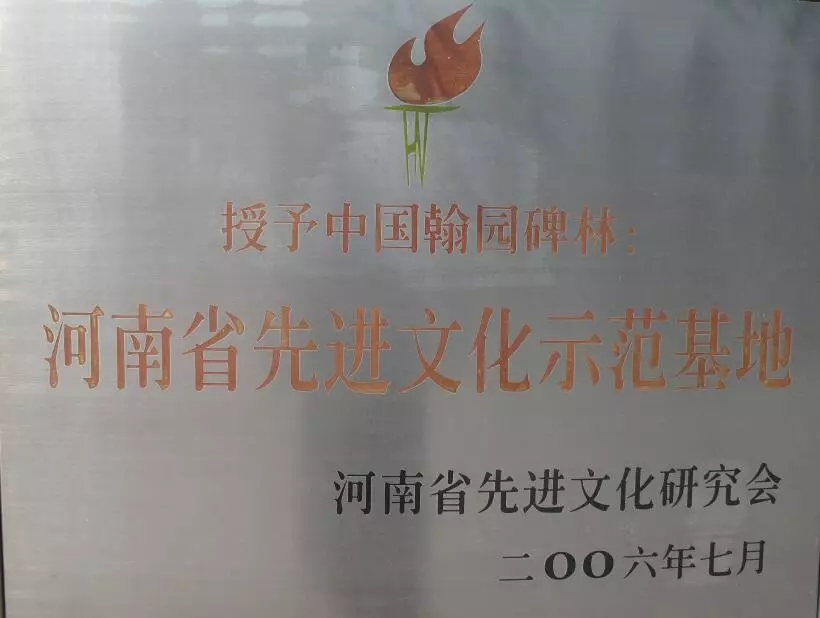 授予中国翰园碑林：
河南省先进文化示范基地
河南省先进文化研究会
二OO六年七月